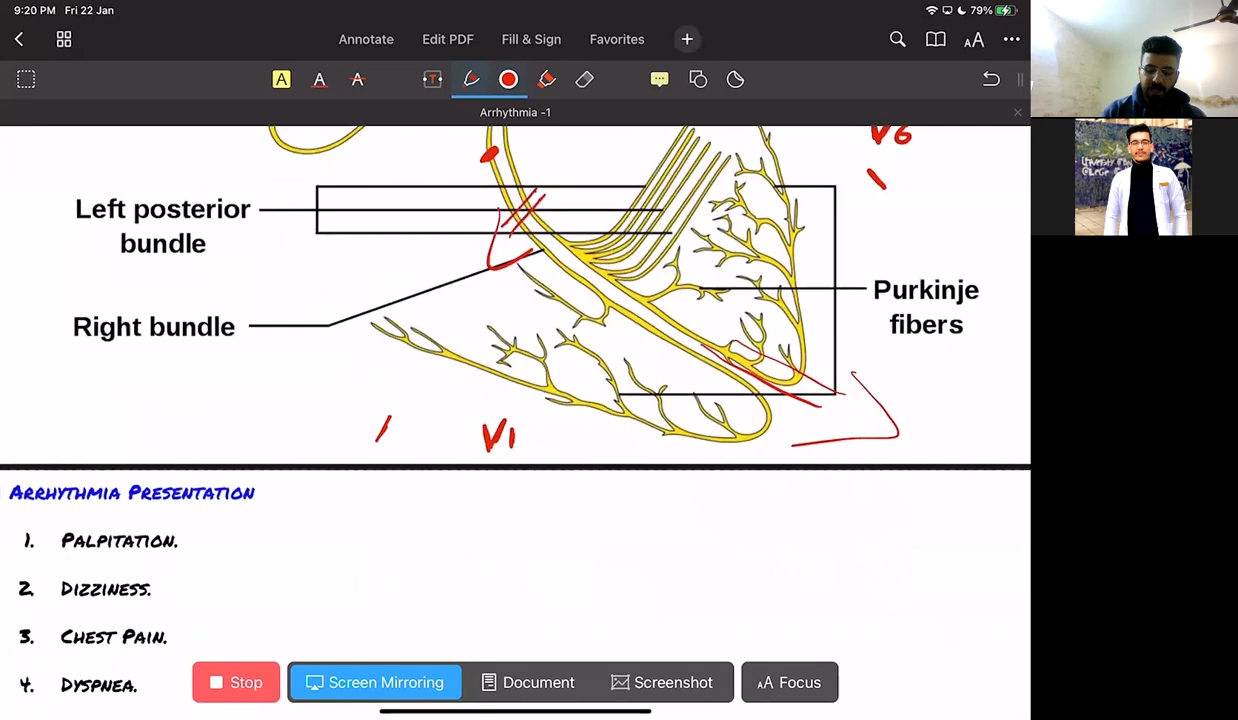 9:20 PM Fri 22 Jan
79%
Annotate Edit PDF Fill & Sign Favorites
AA
A A A T
Arrhythmia -1
V6
Left posterior
bundle
Right bundle
Purkinje
fibers
V1
ARRHYTHMIA PRESENTATION
1. PALPITATION.
2. DIZZINESS.
3. CHEST PAIN.
4. DYSPNEA.
Stop Screen Mirroring Document Screenshot AA Focus